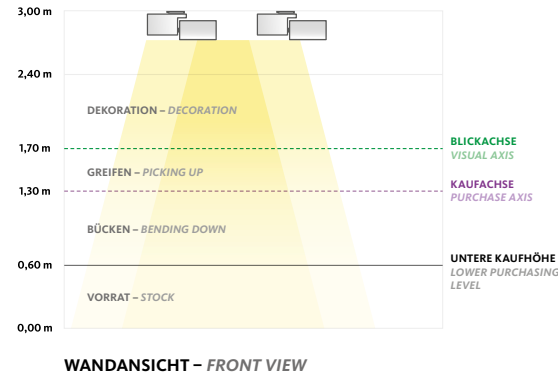 3,00 m
2,40 m
DEKORATION – DECORATION
1,70 m
BLICKACHSE
VISUAL AXIS
GREIFEN – PICKING UP
1,30 m
KAUFACHSE
PURCHASE AXIS
BÜCKEN – BENDING DOWN
0,60 m
UNTERE KAUFHÖHE
LOWER PURCHASING
LEVEL
VORRAT – STOCK
0,00 m
WANDANSICHT – FRONT VIEW